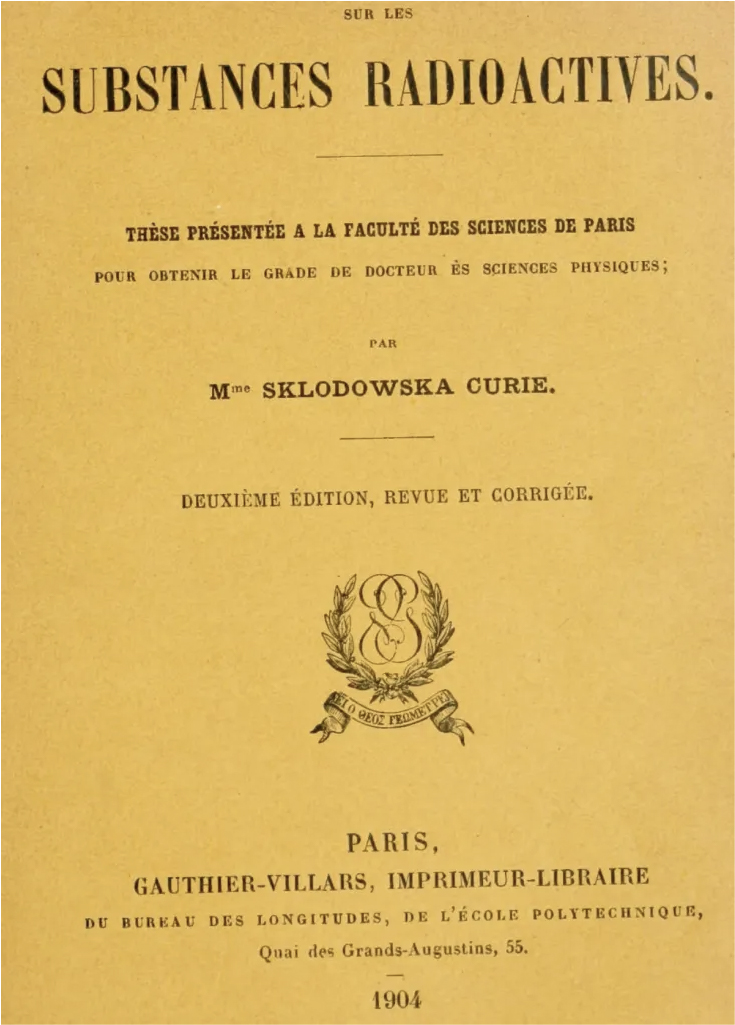 SUR LES
SUBSTANCES RADIOACTIVES.
THÈSE PRÉSENTÉE A LA FACULTÉ DES SCIENCES DE PARIS
POUR OBTENIR LE GRADE DE DOCTEUR ÈS SCIENCES PHYSIQUES;
PAR
Mme SKLODOWSKA CURIE.
DEUXIÈME ÉDITION, REVUE ET CORRIGÉE.
ΘΕΟΣ ΓΕΩΜΕΤΡΕΙ
PARIS,
GAUTHIER-VILLARS, IMPRIMEUR-LIBRAIRE
DU BUREAU DES LONGITUDES, DE L'ÉCOLE POLYTECHNIQUE,
Quai des Grands-Augustins, 55.
1904